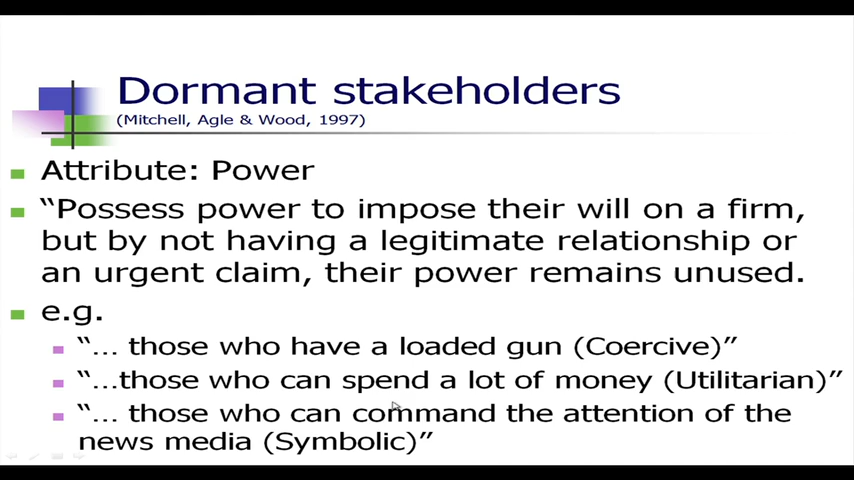 Dormant stakeholders
(Mitchell, Agle & Wood, 1997)
Attribute: Power
“Possess power to impose their will on a firm,
but by not having a legitimate relationship or
an urgent claim, their power remains unused.
e.g.
“… those who have a loaded gun (Coercive)”
“…those who can spend a lot of money (Utilitarian)”
“… those who can command the attention of the
news media (Symbolic)”